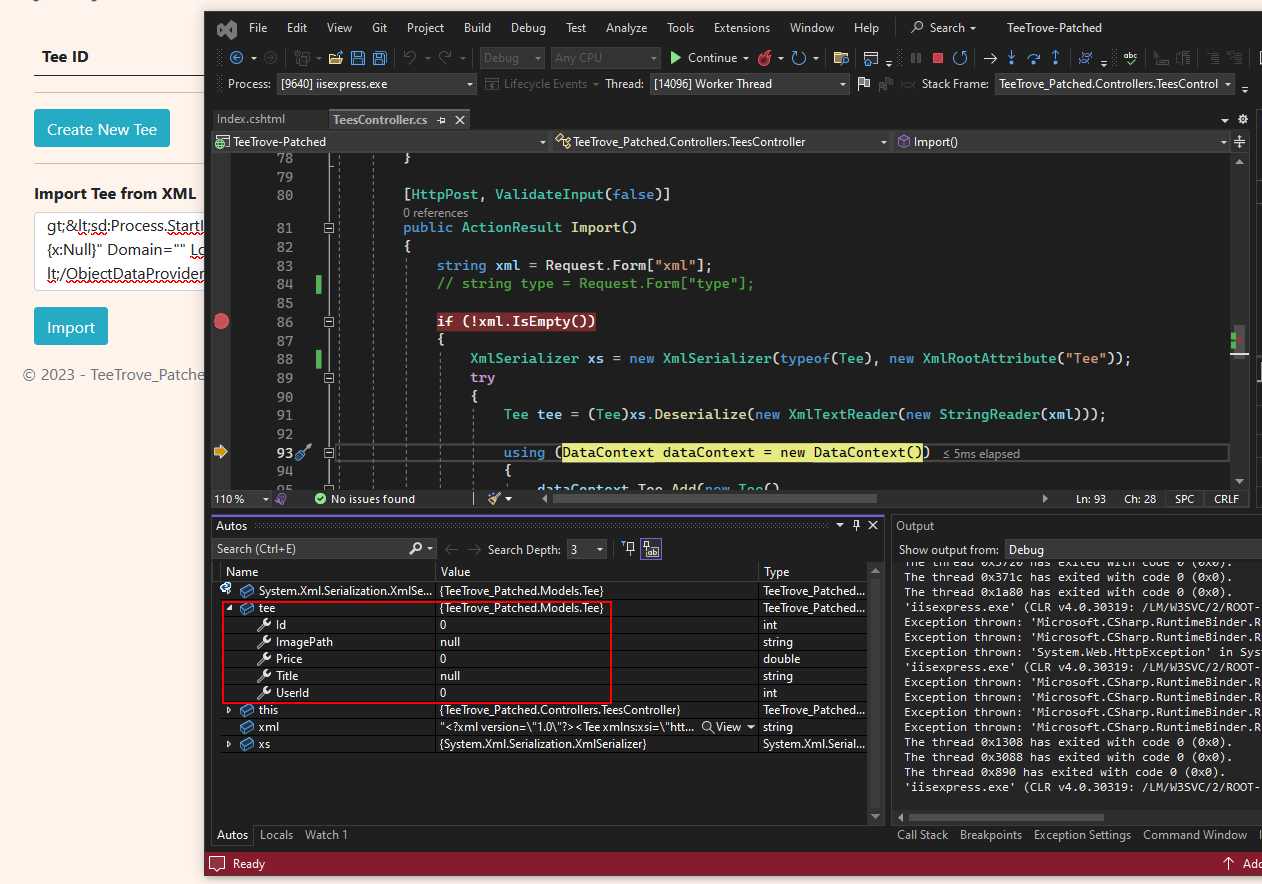 Tee ID
Create New Tee
Import Tee from XML
gt;&lt;sd:Process.StartI
{x:Null}" Domain="" Lo
lt;/ObjectDataProvider
Import
© 2023 - TeeTrove_Patche
File Edit View Git Project Build Debug Test Analyze Tools Extensions Window Help Search TeeTrove-Patched
Debug Any CPU Continue
Process: [9640] iisexpress.exe Lifecycle Events Thread: [14096] Worker Thread Stack Frame: TeeTrove_Patched.Controllers.TeesControl
Index.cshtml TeesController.cs
TeeTrove-Patched TeeTrove_Patched.Controllers.TeesController Import()
78 }
79
80 [HttpPost, ValidateInput(false)]
0 references
81 public ActionResult Import()
82 {
83 string xml = Request.Form["xml"];
84 // string type = Request.Form["type"];
85
86 if (!xml.IsEmpty())
87 {
88 XmlSerializer xs = new XmlSerializer(typeof(Tee), new XmlRootAttribute("Tee"));
89 try
90 {
91 Tee tee = (Tee)xs.Deserialize(new XmlTextReader(new StringReader(xml)));
92
93 using (DataContext dataContext = new DataContext()) ≤ 5ms elapsed
94 {
95 dataContext.Tee.Add(new Tee()
110 % No issues found Ln: 93 Ch: 28 SPC CRLF
Autos
Search (Ctrl+E) Search Depth: 3
Name Value Type
System.Xml.Serialization.XmlSe... {TeeTrove_Patched.Models.Tee} TeeTrove_Patched...
tee {TeeTrove_Patched.Models.Tee} TeeTrove_Patched...
Id 0 int
ImagePath null string
Price 0 double
Title null string
UserId 0 int
this {TeeTrove_Patched.Controllers.TeesController} TeeTrove_Patched...
xml "<?xml version=\"1.0\"?><Tee xmlns:xsi=\"htt... View string
xs {System.Xml.Serialization.XmlSerializer} System.Xml.Serial...
Autos Locals Watch 1
Output
Show output from: Debug
The thread 0x3720 has exited with code 0 (0x0).
The thread 0x371c has exited with code 0 (0x0).
The thread 0x1a80 has exited with code 0 (0x0).
'iisexpress.exe' (CLR v4.0.30319: /LM/W3SVC/2/ROOT-
Exception thrown: 'Microsoft.CSharp.RuntimeBinder.R
Exception thrown: 'Microsoft.CSharp.RuntimeBinder.R
Exception thrown: 'System.Web.HttpException' in Sys
'iisexpress.exe' (CLR v4.0.30319: /LM/W3SVC/2/ROOT-
Exception thrown: 'Microsoft.CSharp.RuntimeBinder.R
Exception thrown: 'Microsoft.CSharp.RuntimeBinder.R
Exception thrown: 'Microsoft.CSharp.RuntimeBinder.R
Exception thrown: 'Microsoft.CSharp.RuntimeBinder.R
The thread 0x1308 has exited with code 0 (0x0).
The thread 0x3088 has exited with code 0 (0x0).
The thread 0x890 has exited with code 0 (0x0).
'iisexpress.exe' (CLR v4.0.30319: /LM/W3SVC/2/ROOT-
Call Stack Breakpoints Exception Settings Command Window
Ready Add